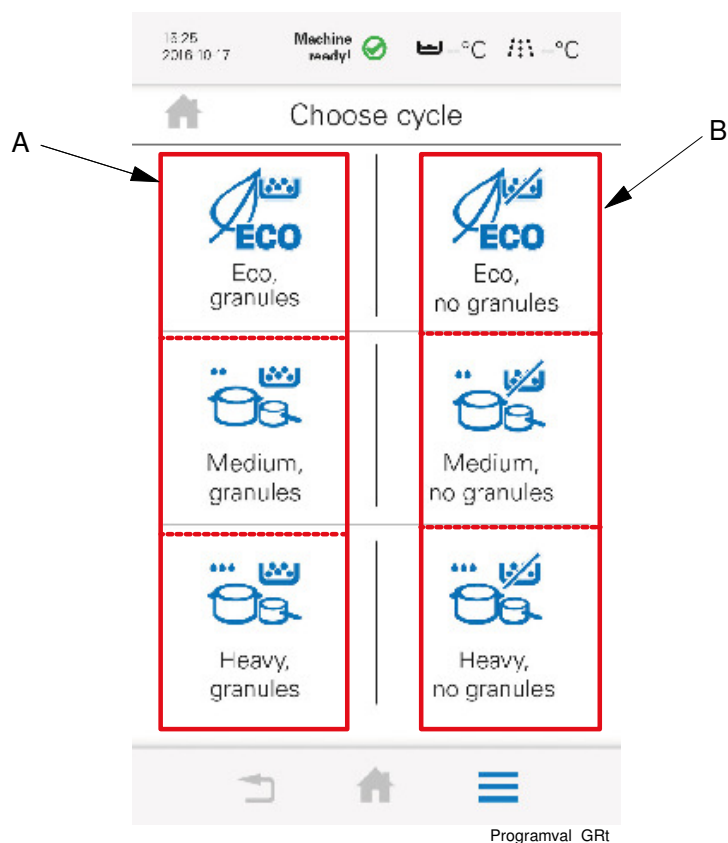 16:25
2016 10 17
Machine
ready!
--°C
--°C
Choose cycle
A
B
ECO
Eco,
granules
ECO
Eco,
no granules
Medium,
granules
Medium,
no granules
Heavy,
granules
Heavy,
no granules
Programval_GRt